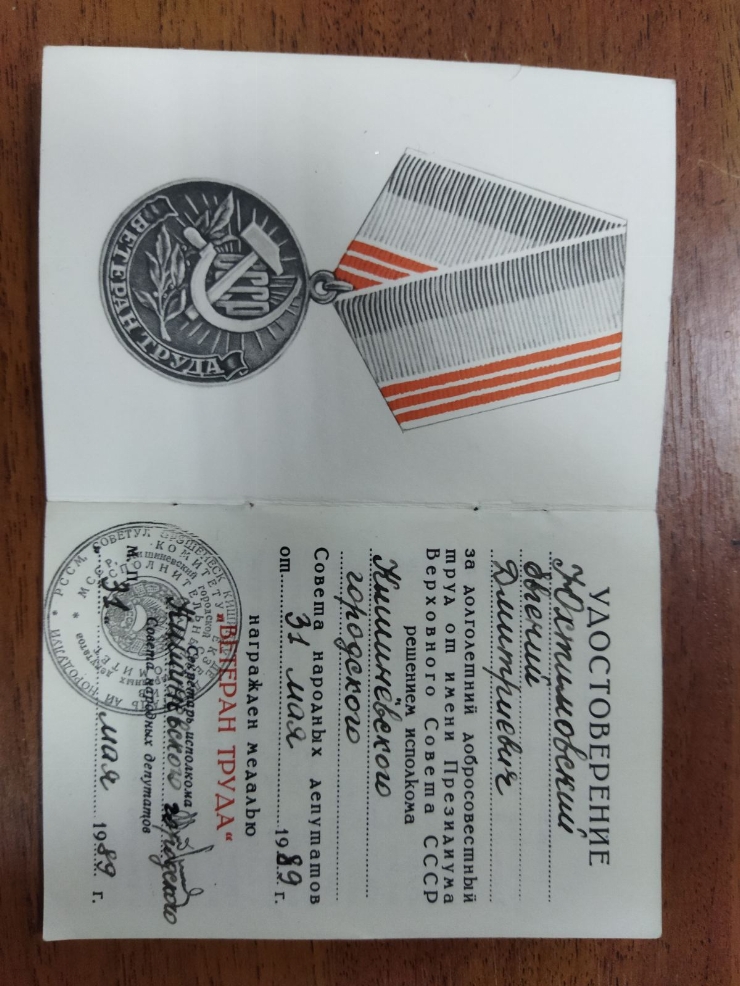 ВЕТЕРАН ТРУДА
СССР
УДОСТОВЕРЕНИЕ
Юхтимовский
Дмитриевич
за долголетний добросовестный
труд от имени Президиума
Верховного Совета СССР
решением исполкома
Кишинёвского
городского
Совета народных депутатов
от 31 мая 1989 г.
награжден медалью
„ВЕТЕРАН ТРУДА“
Секретарь исполкома
Кишинёвского городского
Совета народных депутатов
М. П.
„31“ мая 1989 г.